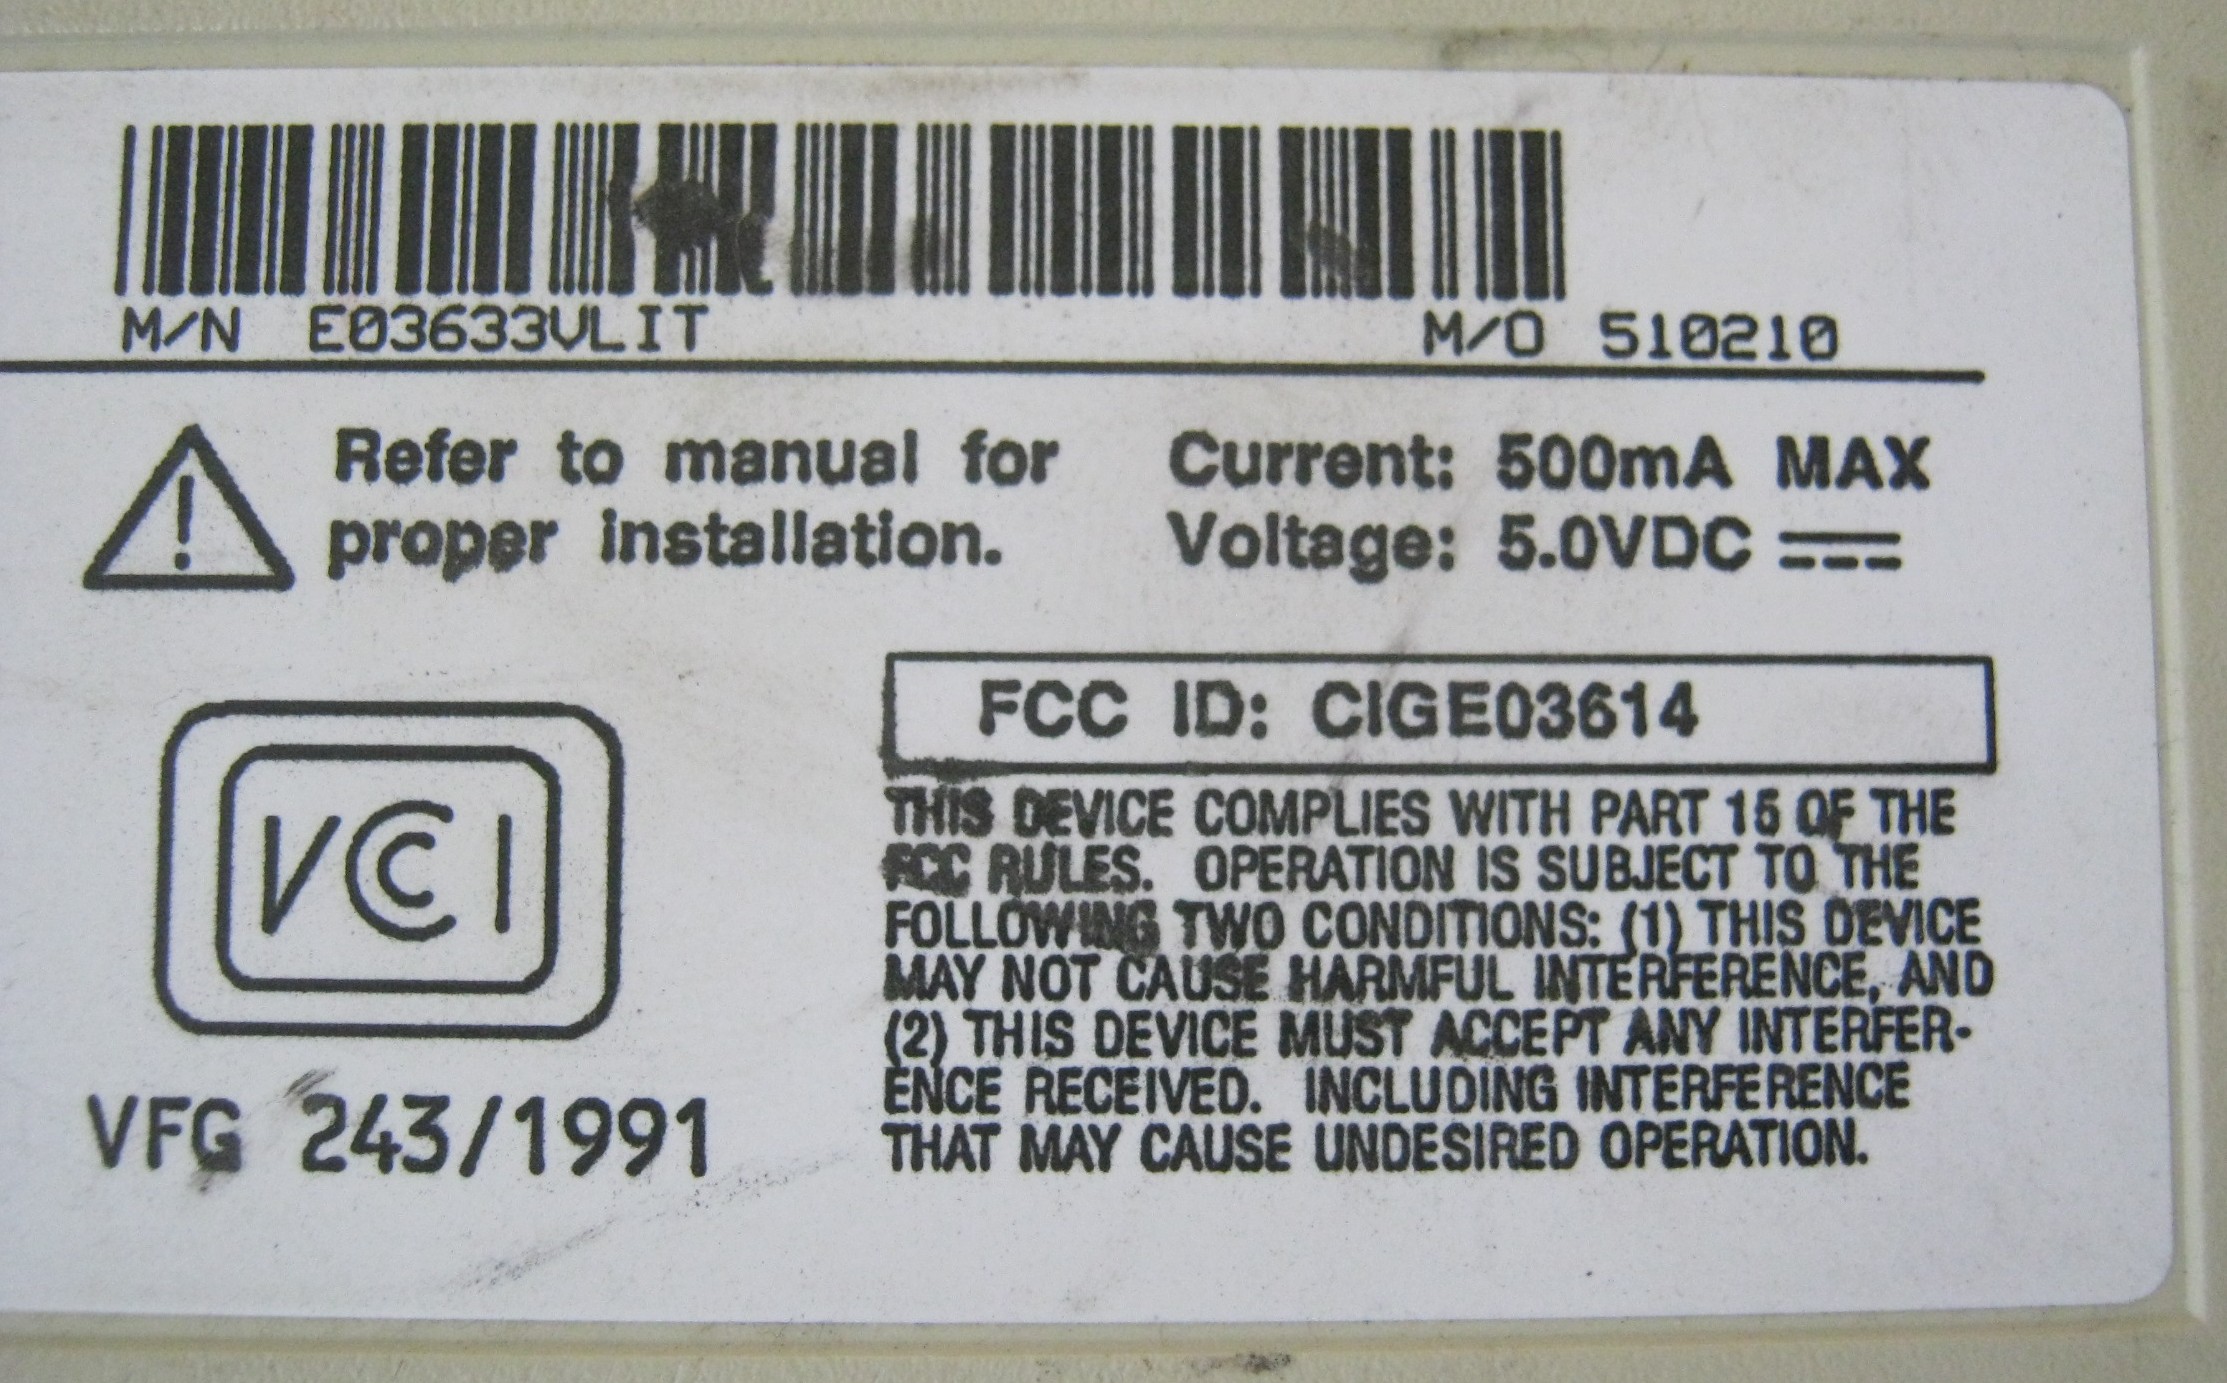 M/N E03633VLIT
M/O 510210
Refer to manual for
proper installation.
Current: 500mA MAX
Voltage: 5.0VDC
VCCI
VFG 243/1991
FCC ID: CIGE03614
THIS DEVICE COMPLIES WITH PART 15 OF THE
FCC RULES. OPERATION IS SUBJECT TO THE
FOLLOWING TWO CONDITIONS: (1) THIS DEVICE
MAY NOT CAUSE HARMFUL INTERFERENCE, AND
(2) THIS DEVICE MUST ACCEPT ANY INTERFER-
ENCE RECEIVED. INCLUDING INTERFERENCE
THAT MAY CAUSE UNDESIRED OPERATION.